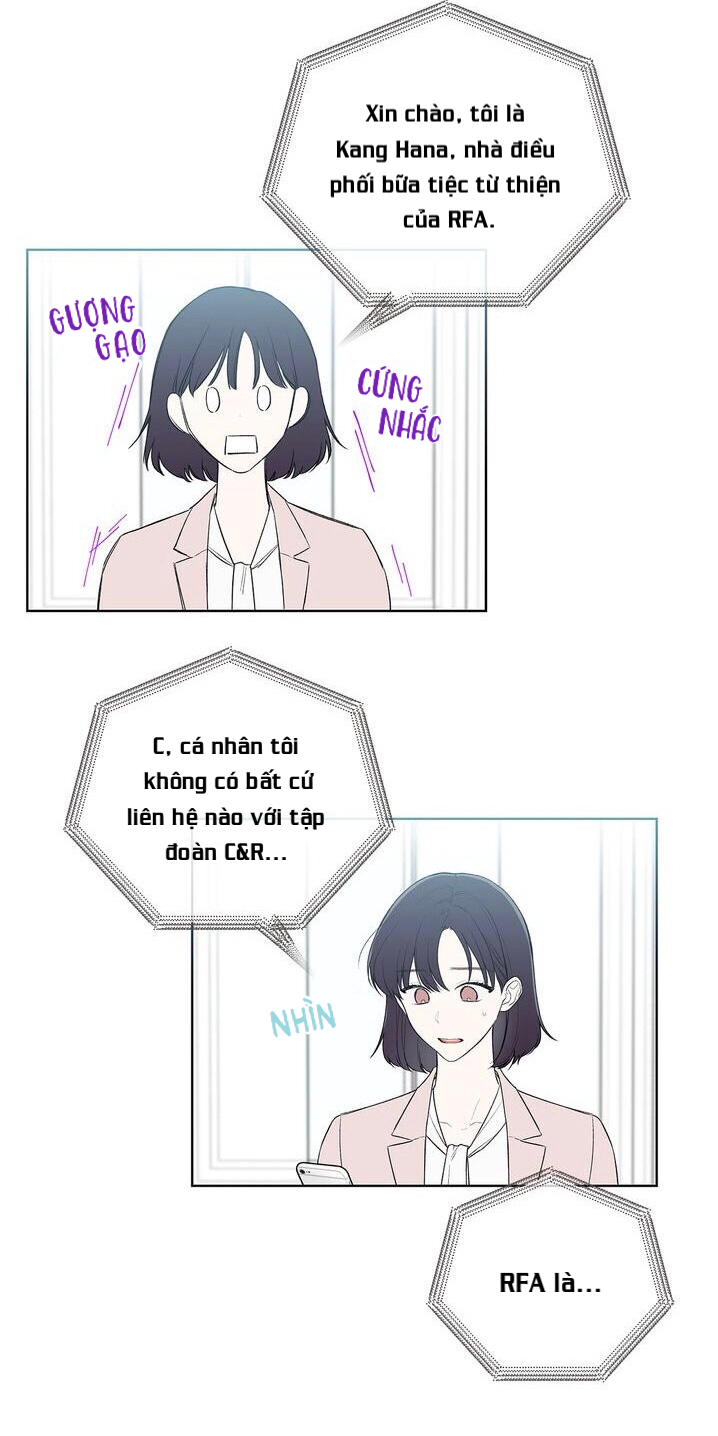 Xin chào, tôi là
Kang Hana, nhà điều
phối bữa tiệc từ thiện
của RFA.
GƯỢNG
GẠO
CỨNG
NHẮC
C, cá nhân tôi
không có bất cứ
liên hệ nào với tập
đoàn C&R...
NHÌN
RFA là...